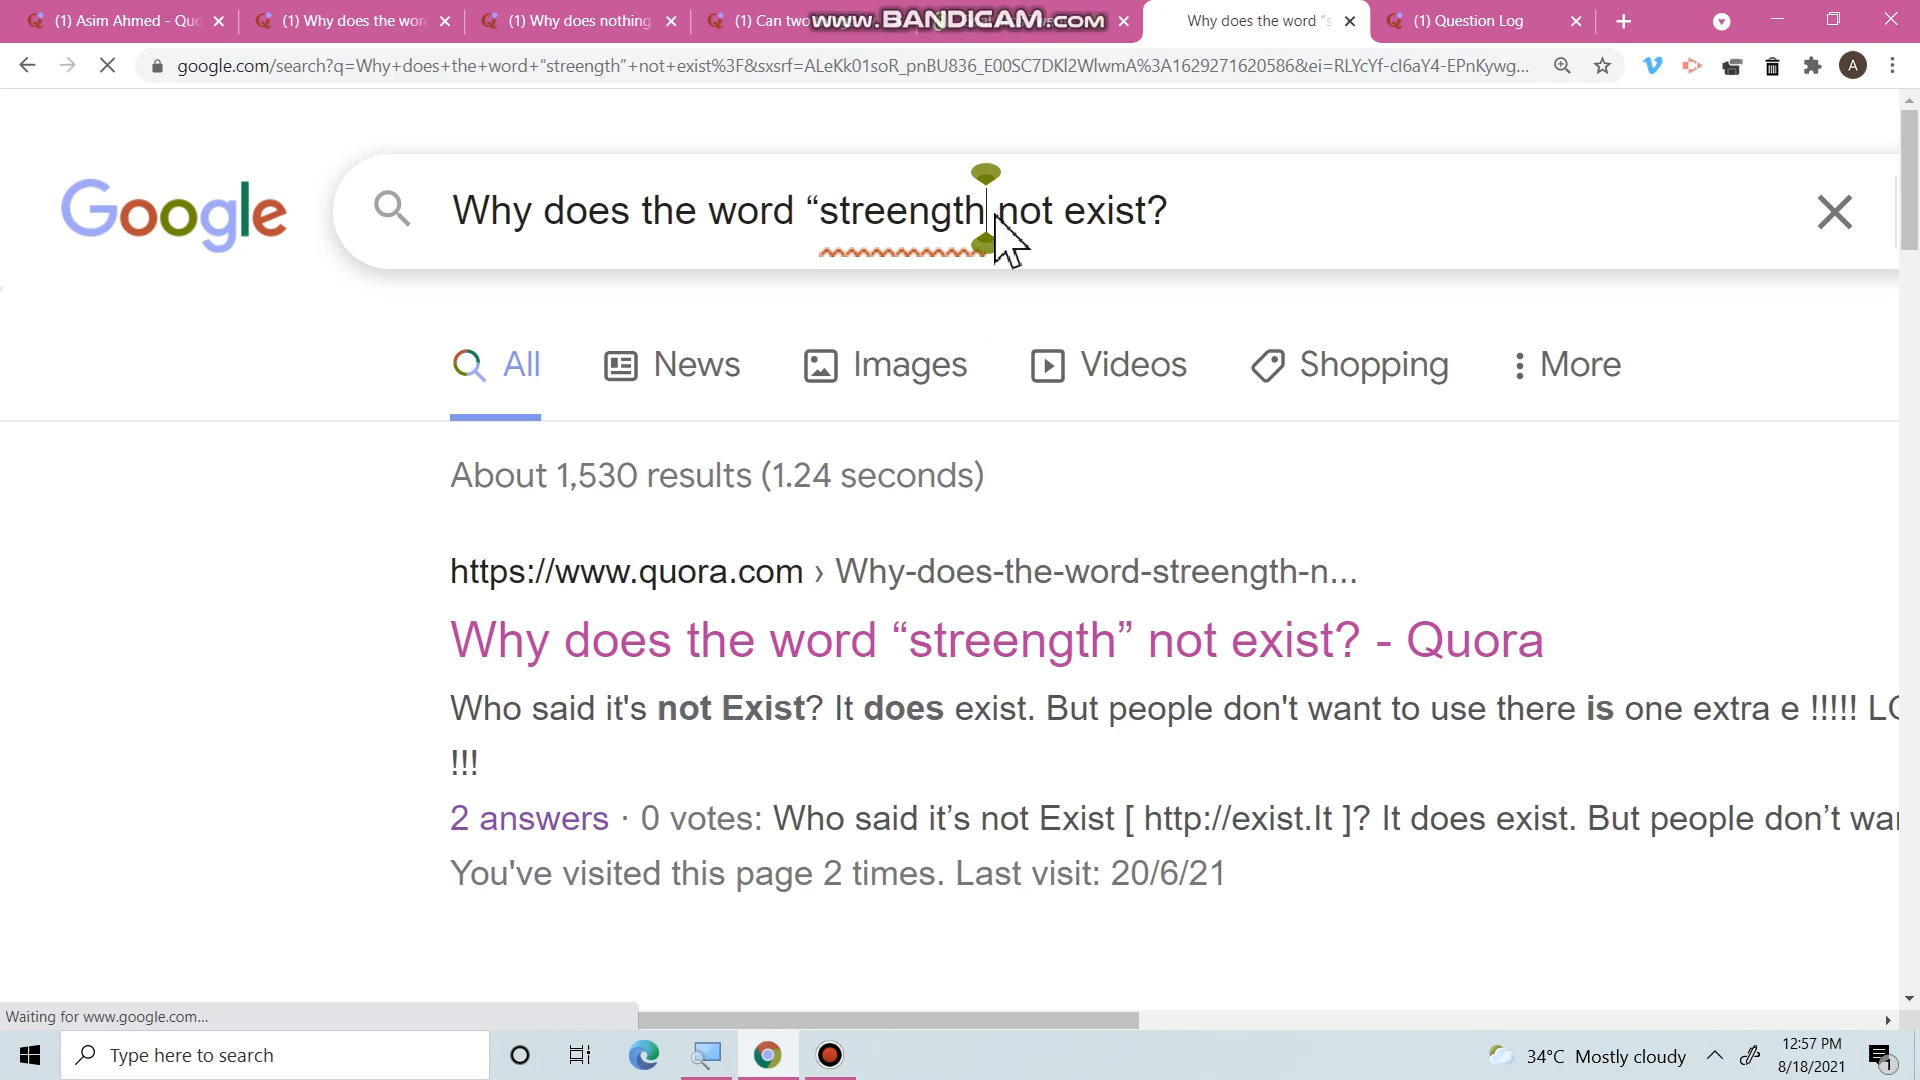 (1) Asim Ahmed - Quo
(1) Why does the wor
(1) Why does nothing
(1) Can two
www.BANDICAM.com
Why does the word "s
(1) Question Log
google.com/search?q=Why+does+the+word+“streength”+not+exist%3F&sxsrf=ALeKk01soR_pnBU836_E00SC7DKl2WlwmA%3A1629271620586&ei=RLYcYf-cI6aY4-EPnKywg...
A
Google
Why does the word “streength not exist?
All
News
Images
Videos
Shopping
More
About 1,530 results (1.24 seconds)
https://www.quora.com › Why-does-the-word-streength-n...
Why does the word “streength” not exist? - Quora
Who said it's not Exist? It does exist. But people don't want to use there is one extra e !!!!! LO
!!!
2 answers · 0 votes: Who said it’s not Exist [ http://exist.It ]? It does exist. But people don’t wan
You've visited this page 2 times. Last visit: 20/6/21
Waiting for www.google.com...
Type here to search
34°C Mostly cloudy
12:57 PM
8/18/2021
1